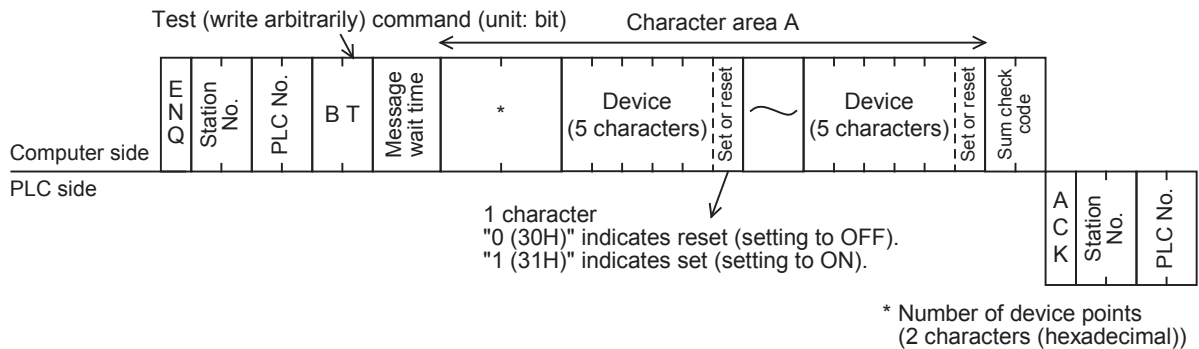 Test (write arbitrarily) command (unit: bit)
Character area A
ENQ
Station No.
PLC No.
B T
Message wait time
*
Device
(5 characters)
Set or reset
Device
(5 characters)
Set or reset
Sum check code
Computer side
PLC side
1 character
"0 (30H)" indicates reset (setting to OFF).
"1 (31H)" indicates set (setting to ON).
ACK
Station No.
PLC No.
* Number of device points
(2 characters (hexadecimal))